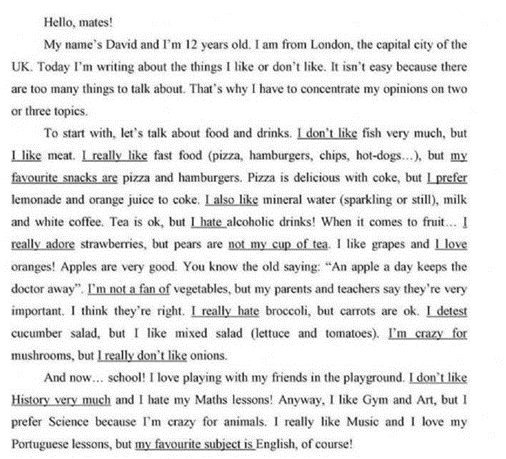 Hello, mates!
My name's David and I'm 12 years old. I am from London, the capital city of the
UK. Today I'm writing about the things I like or don't like. It isn't easy because there
are too many things to talk about. That's why I have to concentrate my opinions on two
or three topics.
To start with, let's talk about food and drinks. I don't like fish very much, but
I like meat. I really like fast food (pizza, hamburgers, chips, hot-dogs…), but my
favourite snacks are pizza and hamburgers. Pizza is delicious with coke, but I prefer
lemonade and orange juice to coke. I also like mineral water (sparkling or still), milk
and white coffee. Tea is ok, but I hate alcoholic drinks! When it comes to fruit… I
really adore strawberries, but pears are not my cup of tea. I like grapes and I love
oranges! Apples are very good. You know the old saying: “An apple a day keeps the
doctor away”. I'm not a fan of vegetables, but my parents and teachers say they're very
important. I think they're right. I really hate broccoli, but carrots are ok. I detest
cucumber salad, but I like mixed salad (lettuce and tomatoes). I'm crazy for
mushrooms, but I really don't like onions.
And now… school! I love playing with my friends in the playground. I don't like
History very much and I hate my Maths lessons! Anyway, I like Gym and Art, but I
prefer Science because I'm crazy for animals. I really like Music and I love my
Portuguese lessons, but my favourite subject is English, of course!